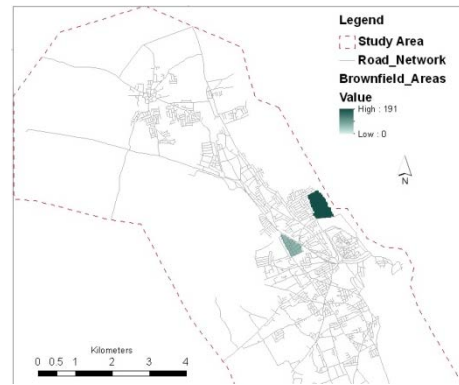 Legend
Study Area
Road_Network
Brownfield_Areas
Value
High : 191
Low : 0
N
Kilometers
0 0.5 1 2 3 4